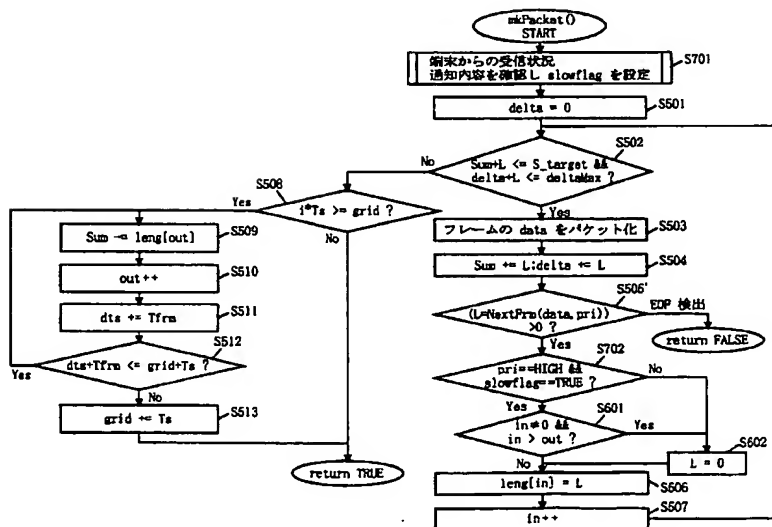 mkPacket()
START
端末からの受信状況
通知内容を確認し slowflag を設定
S701
delta = 0
S501
Sum+L <= S_target &&
delta+L <= deltaMax ?
S502
No
Yes
i*Ts >= grid ?
S508
Yes
No
フレームの data をパケット化
S503
Sum -= leng[out]
S509
Sum += L;delta += L
S504
out++
S510
(L=NextFrm(data,pri))
>0 ?
S505'
EOP 検出
return FALSE
Yes
dts += Tfrm
S511
dts+Tfrm <= grid+Ts ?
S512
Yes
No
pri==HIGH &&
slowflag==TRUE ?
S702
No
Yes
grid += Ts
S513
in≠0 &&
in > out ?
S601
Yes
No
L = 0
S602
return TRUE
leng[in] = L
S506
in++
S507